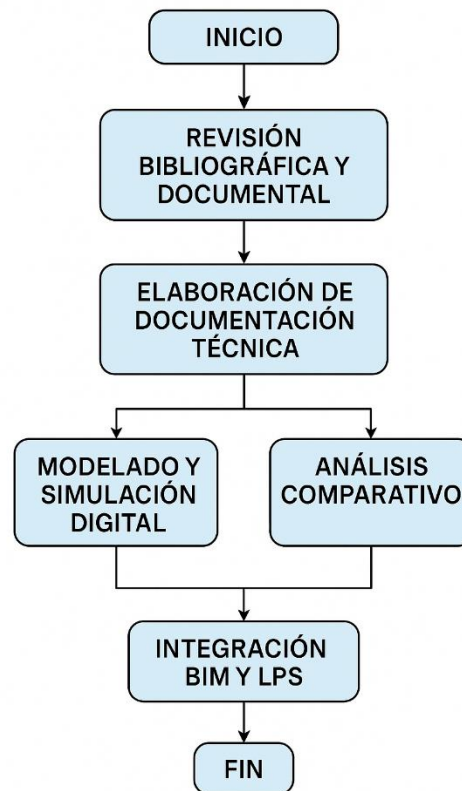 INICIO
REVISIÓN
BIBLIOGRÁFICA Y
DOCUMENTAL
ELABORACIÓN DE
DOCUMENTACIÓN
TÉCNICA
MODELADO Y
SIMULACIÓN
DIGITAL
ANÁLISIS
COMPARATIVO
INTEGRACIÓN
BIM Y LPS
FIN